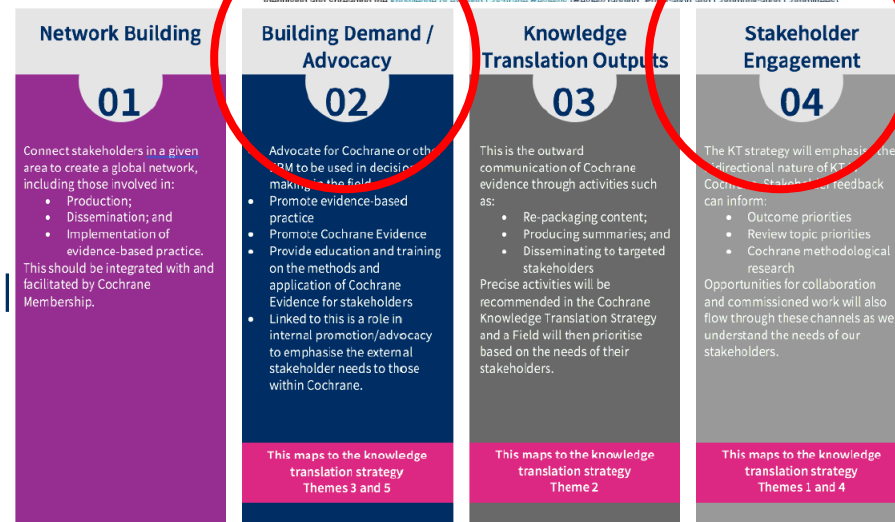 Network Building
01
Connect stakeholders in a given
area to create a global network,
including those involved in:
• Production;
• Dissemination; and
• Implementation of
evidence-based practice.
This should be integrated with and
facilitated by Cochrane
Membership.
Building Demand /
Advocacy
02
Advocate for Cochrane or
to be used in
making in the field
• Promote evidence-based
practice
• Promote Cochrane Evidence
• Provide education and training
on the methods and
application of Cochrane
Evidence for stakeholders
• Linked to this is a role in
internal promotion/advocacy
to emphasise the external
stakeholder needs to those
within Cochrane.
This maps to the knowledge
translation strategy
Themes 3 and 5
Knowledge
Translation Outputs
03
This is the outward
communication of Cochrane
evidence through activities such
as:
• Re-packaging content;
• Producing summaries; and
• Disseminating to targeted
stakeholders
Precise activities will be
recommended in the Cochrane
Knowledge Translation Strategy
and a Field will then prioritise
based on the needs of their
stakeholders.
This maps to the knowledge
translation strategy
Theme 2
Stakeholder
Engagement
04
The KT strategy will emphasise the
bidirectional nature of KT
Stakeholder feedback
can inform:
• Outcome priorities
• Review topic priorities
• Cochrane methodological
research
Opportunities for collaboration
and commissioned work will also
flow through these channels as we
understand the needs of our
stakeholders.
This maps to the knowledge
translation strategy
Themes 1 and 4